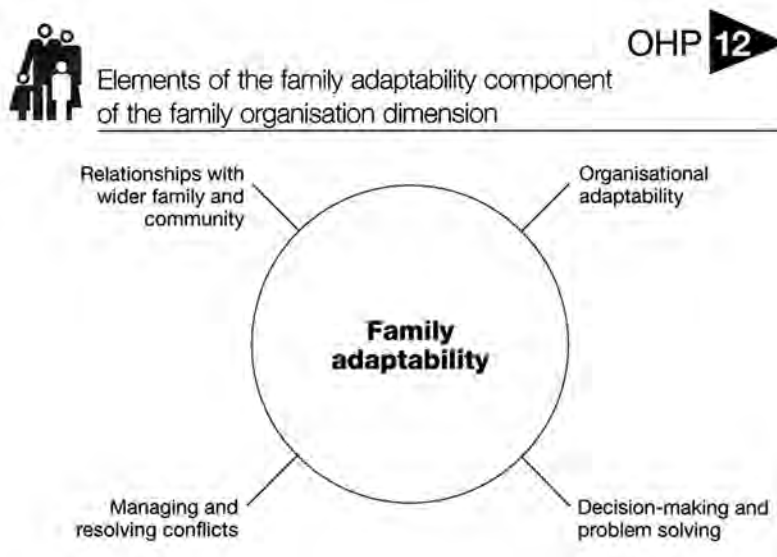 OHP 12
Elements of the family adaptability component
of the family organisation dimension
Relationships with
wider family and
community
Organisational
adaptability
Family
adaptability
Managing and
resolving conflicts
Decision-making and
problem solving